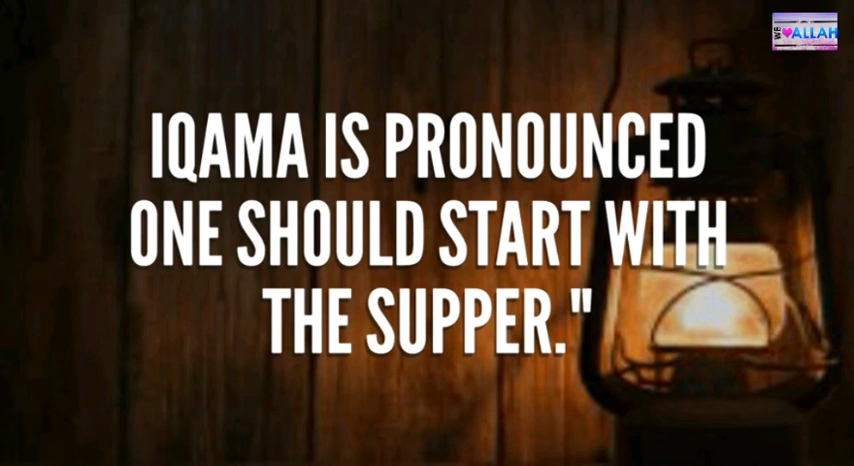 WE ALLAH
IQAMA IS PRONOUNCED
ONE SHOULD START WITH
THE SUPPER."